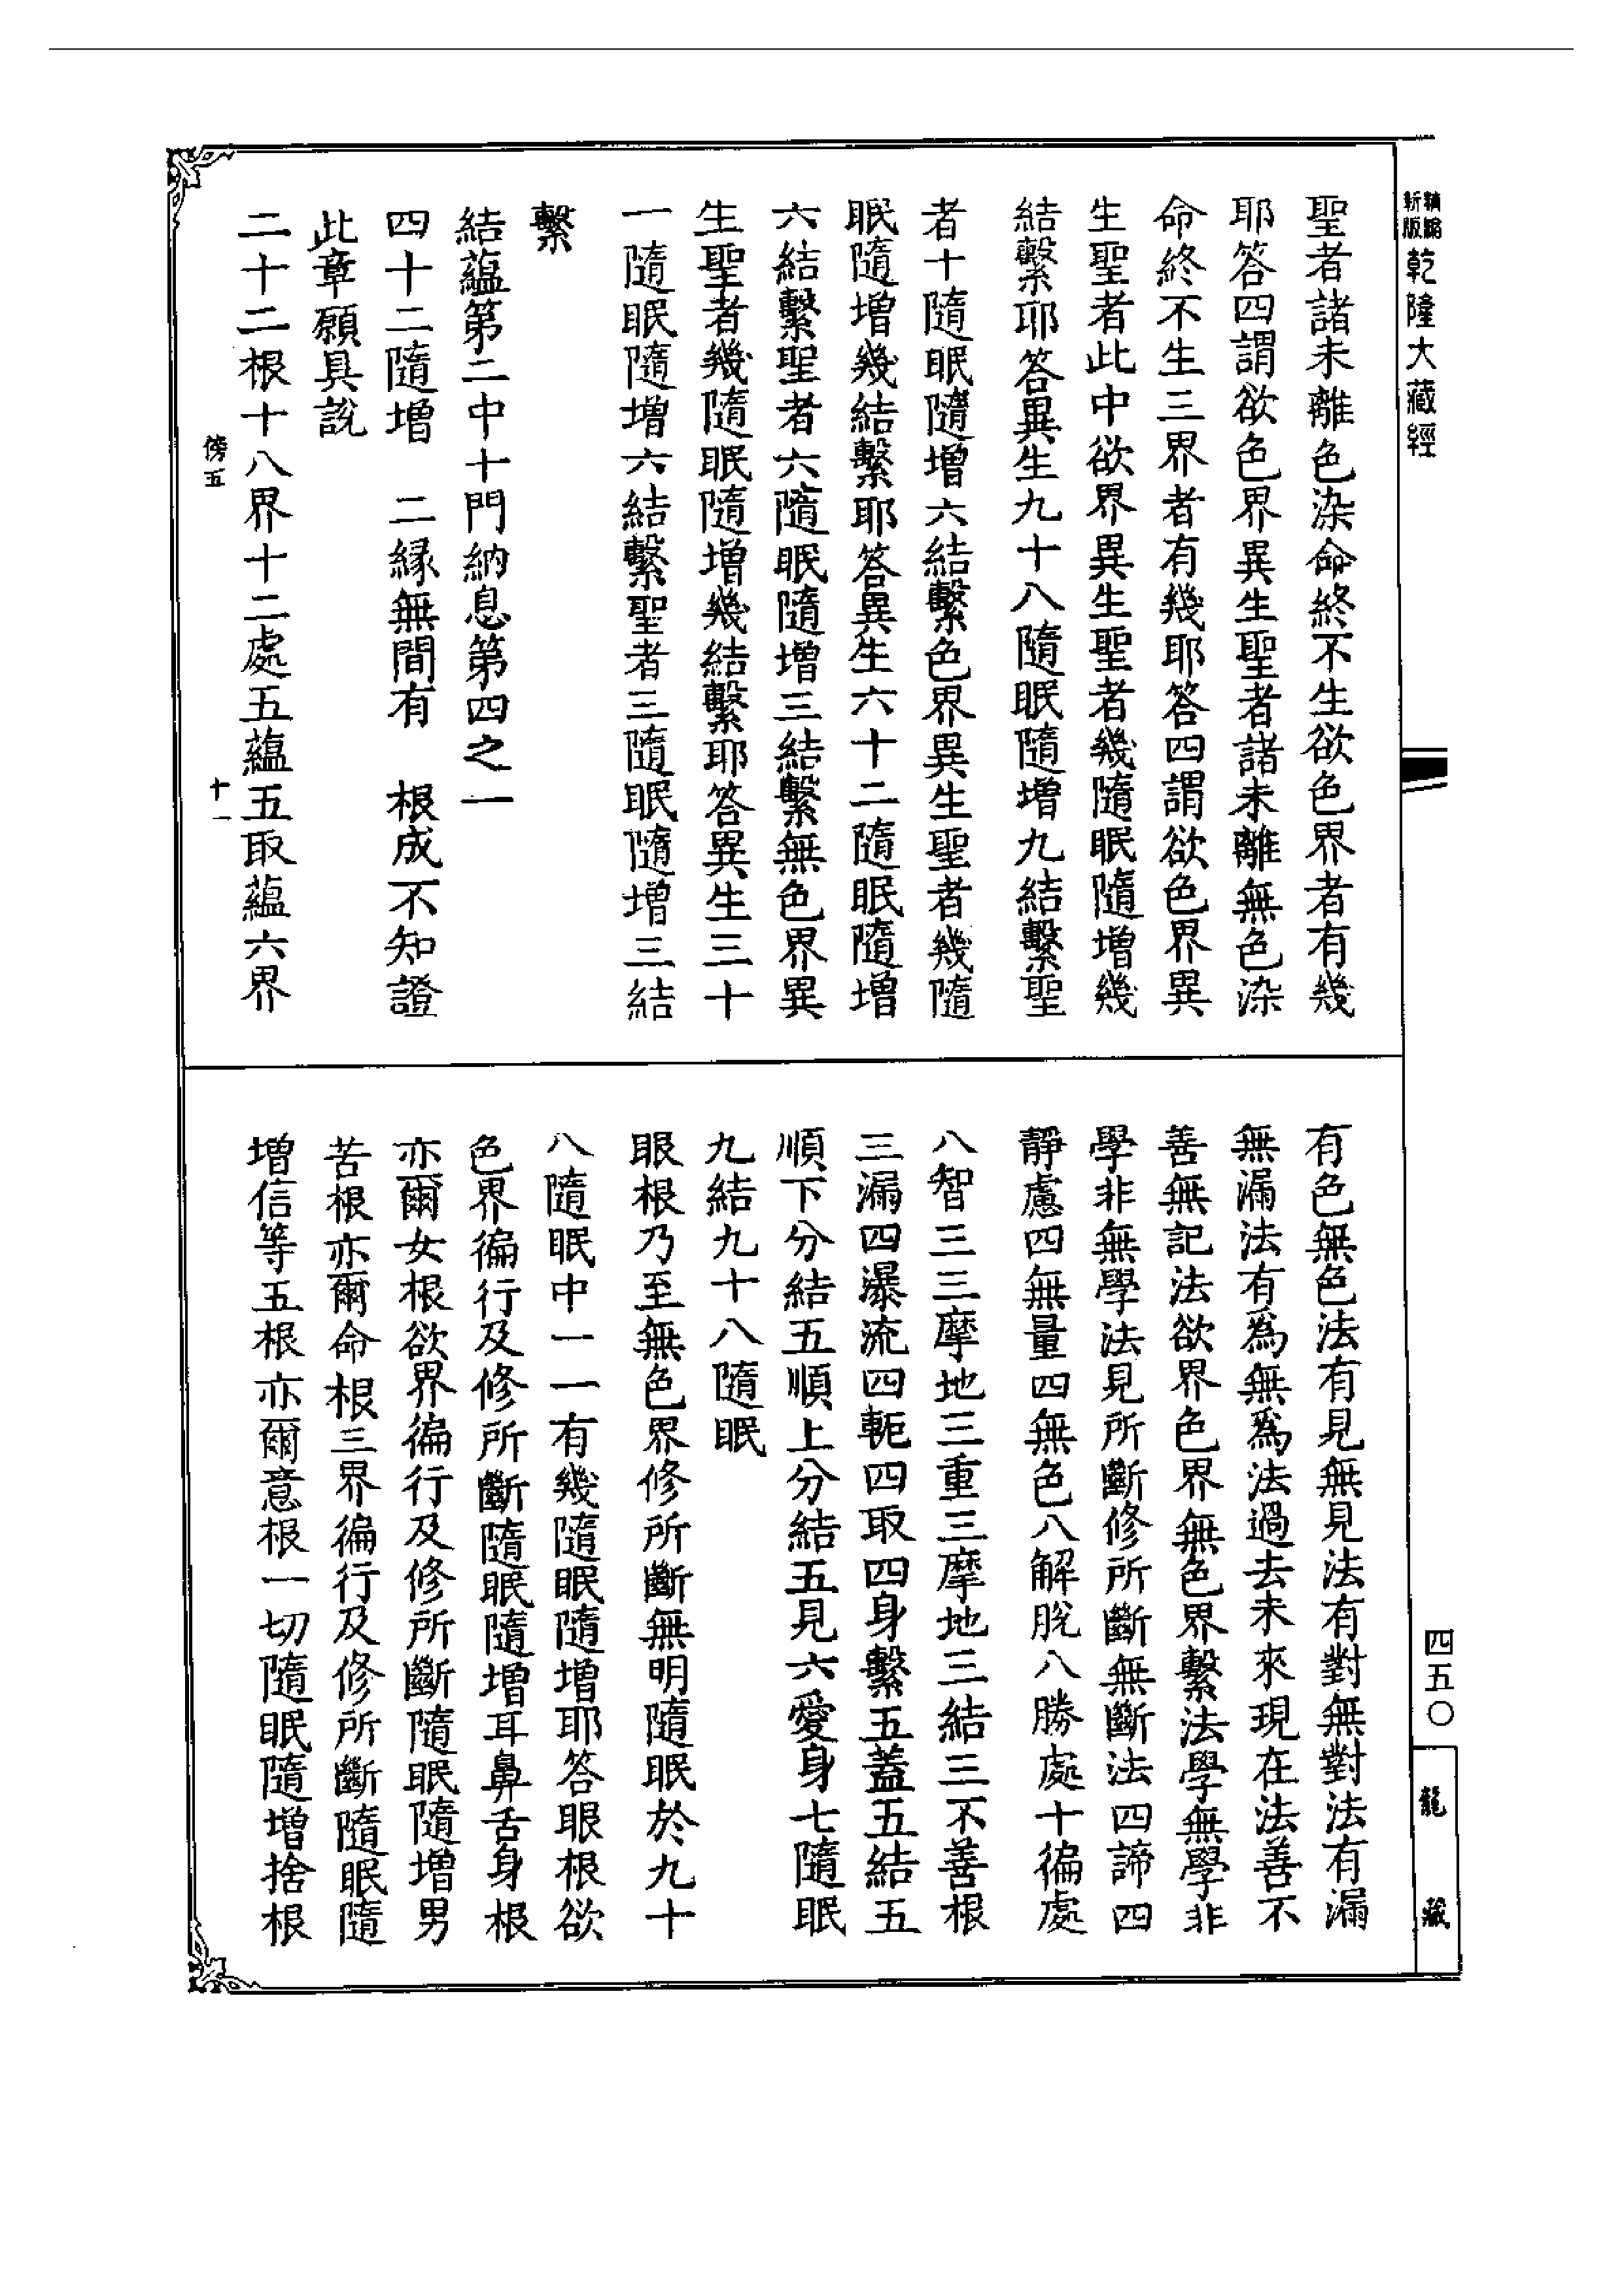 新編
縮版
乾隆大藏經
聖者諸未離色染命終不生欲色界者有幾
耶答四謂欲色界異生聖者諸未離無色染
命終不生三界者有幾耶答四謂欲色界異
生聖者此中欲界異生聖者幾隨眠隨增幾
結繫耶答異生九十八隨眠隨增九結繫聖
者十隨眠隨增六結繫色界異生聖者幾隨
眠隨增幾結繫耶答異生六十二隨眠隨增
六結繫聖者六隨眠隨增三結繫無色界異
生聖者幾隨眠隨增幾結繫耶答異生三十
一隨眠隨增六結繫聖者三隨眠隨增三結
繫
結蘊第二中十門納息第四之一
四十二隨增　二緣無間有　根成不知證
此章願具說
二十二根十八界十二處五蘊五取蘊六界
傍五　十一
有色無色法有見無見法有對無對法有漏
無漏法有爲無爲法過去未來現在法善不
善無記法欲界色界無色界繫法學無學非
學非無學法見所斷修所斷無斷法四諦四
靜慮四無量四無色八解脫八勝處十徧處
八智三三摩地三重三摩地三結三不善根
三漏四瀑流四軛四取四身繫五蓋五結五
順下分結五順上分結五見六愛身七隨眠
九結九十八隨眠
眼根乃至無色界修所斷無明隨眠於九十
八隨眠中一一有幾隨眠隨增耶答眼根欲
色界徧行及修所斷隨眠隨增耳鼻舌身根
亦爾女根欲界徧行及修所斷隨眠隨增男
苦根亦爾命根三界徧行及修所斷隨眠隨
增信等五根亦爾意根一切隨眠隨增捨根
四五〇
龍藏